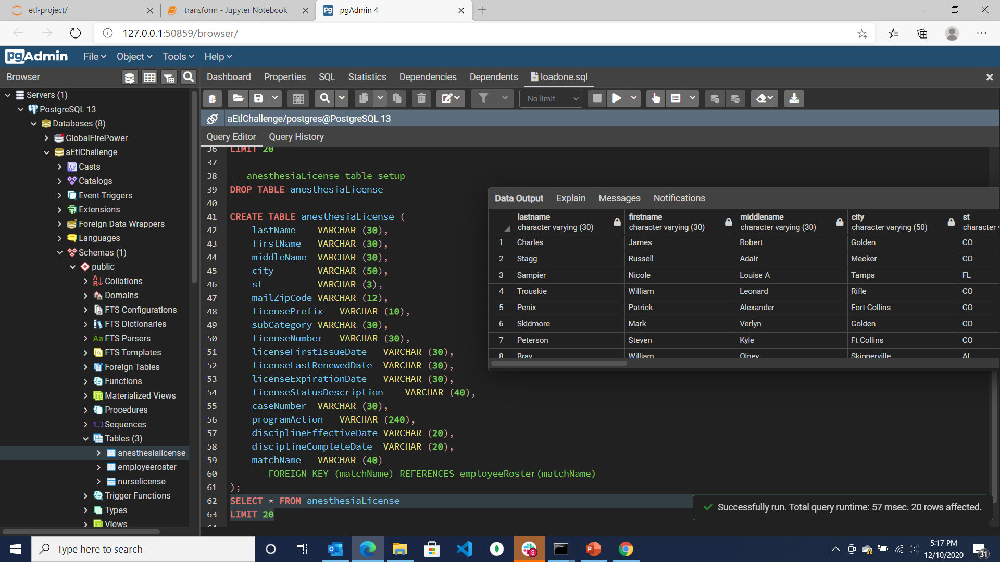 etl-project/
transform - Jupyter Notebook
pgAdmin 4
127.0.0.1:50859/browser/
pgAdmin
File
Object
Tools
Help
Browser
Dashboard
Properties
SQL
Statistics
Dependencies
Dependents
loadone.sql
No limit
Servers (1)
PostgreSQL 13
Databases (8)
GlobalFirePower
aEtlChallenge
Casts
Catalogs
Event Triggers
Extensions
Foreign Data Wrappers
Languages
Schemas (1)
public
Collations
Domains
FTS Configurations
FTS Dictionaries
Aa FTS Parsers
FTS Templates
Foreign Tables
Functions
Materialized Views
Procedures
1..3 Sequences
Tables (3)
anesthesialicense
employeeroster
nurselicense
Trigger Functions
Types
Views
aEtlChallenge/postgres@PostgreSQL 13
Query Editor
Query History
36 LIMIT 20
37
38 -- anesthesiaLicense table setup
39 DROP TABLE anesthesiaLicense
40
41 CREATE TABLE anesthesiaLicense (
42 lastName VARCHAR (30),
43 firstName VARCHAR (30),
44 middleName VARCHAR (30),
45 city VARCHAR (50),
46 st VARCHAR (3),
47 mailZipCode VARCHAR (12),
48 licensePrefix VARCHAR (10),
49 subCategory VARCHAR (30),
50 licenseNumber VARCHAR (30),
51 licenseFirstIssueDate VARCHAR (30),
52 licenseLastRenewedDate VARCHAR (30),
53 licenseExpirationDate VARCHAR (30),
54 licenseStatusDescription VARCHAR (40),
55 caseNumber VARCHAR (30),
56 programAction VARCHAR (240),
57 disciplineEffectiveDate VARCHAR (20),
58 disciplineCompleteDate VARCHAR (20),
59 matchName VARCHAR (40)
60 -- FOREIGN KEY (matchName) REFERENCES employeeRoster(matchName)
61 );
62 SELECT * FROM anesthesiaLicense
63 LIMIT 20
Data Output
Explain
Messages
Notifications
lastname firstname middlename city st
character varying (30) character varying (30) character varying (30) character varying (50) character v
1 Charles James Robert Golden CO
2 Stagg Russell Adair Meeker CO
3 Sampier Nicole Louise A Tampa FL
4 Trouskie William Leonard Rifle CO
5 Penix Patrick Alexander Fort Collins CO
6 Skidmore Mark Verlyn Golden CO
7 Peterson Steven Kyle Ft Collins CO
8 Bray William Olney Skipperville AL
Successfully run. Total query runtime: 57 msec. 20 rows affected.
Type here to search
3
5:17 PM
12/10/2020
31